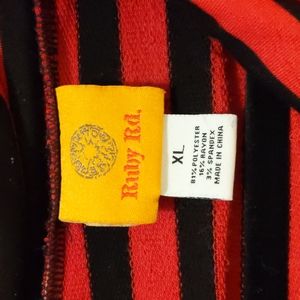 Ruby Rd.
XL
81% POLYESTER
16% RAYON
3% SPANDEX
MADE IN CHINA